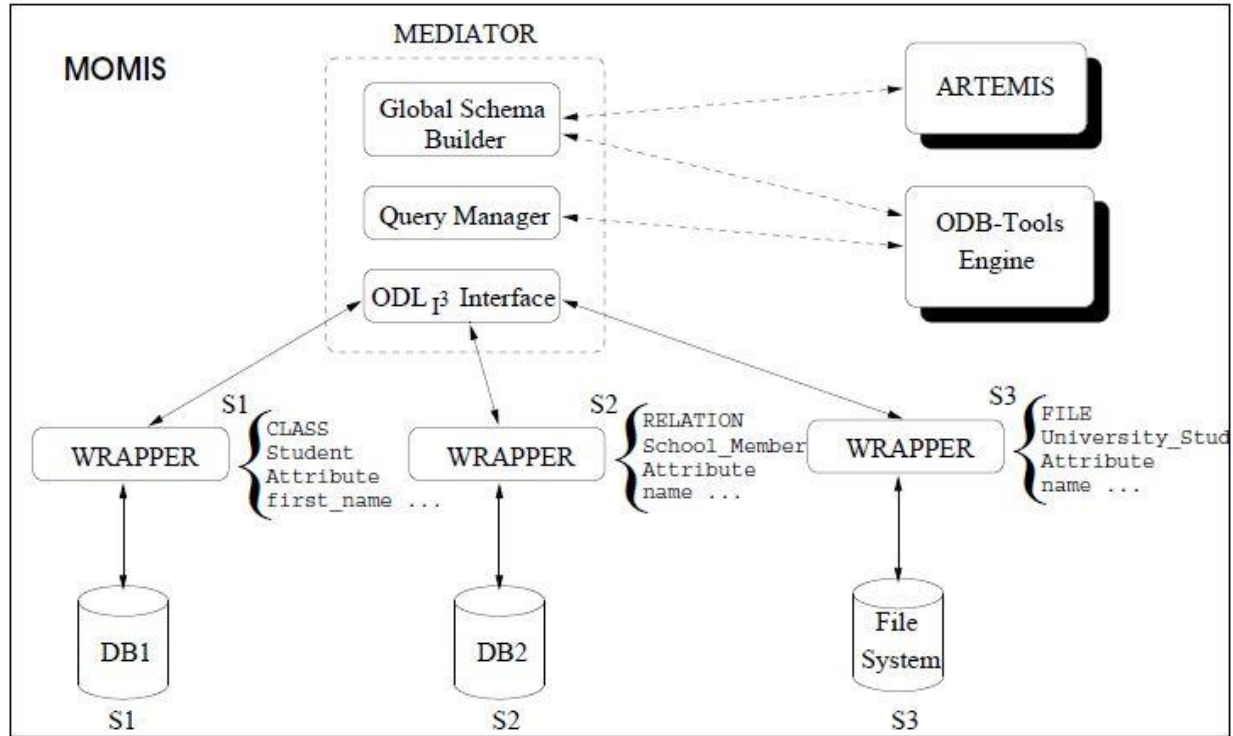 MOMIS
MEDIATOR
Global Schema
Builder
Query Manager
ODL I³ Interface
ARTEMIS
ODB-Tools
Engine
S1
WRAPPER
CLASS
Student
Attribute
first_name ...
S2
WRAPPER
RELATION
School_Member
Attribute
name ...
S3
WRAPPER
FILE
University_Stud
Attribute
name ...
DB1
S1
DB2
S2
File
System
S3